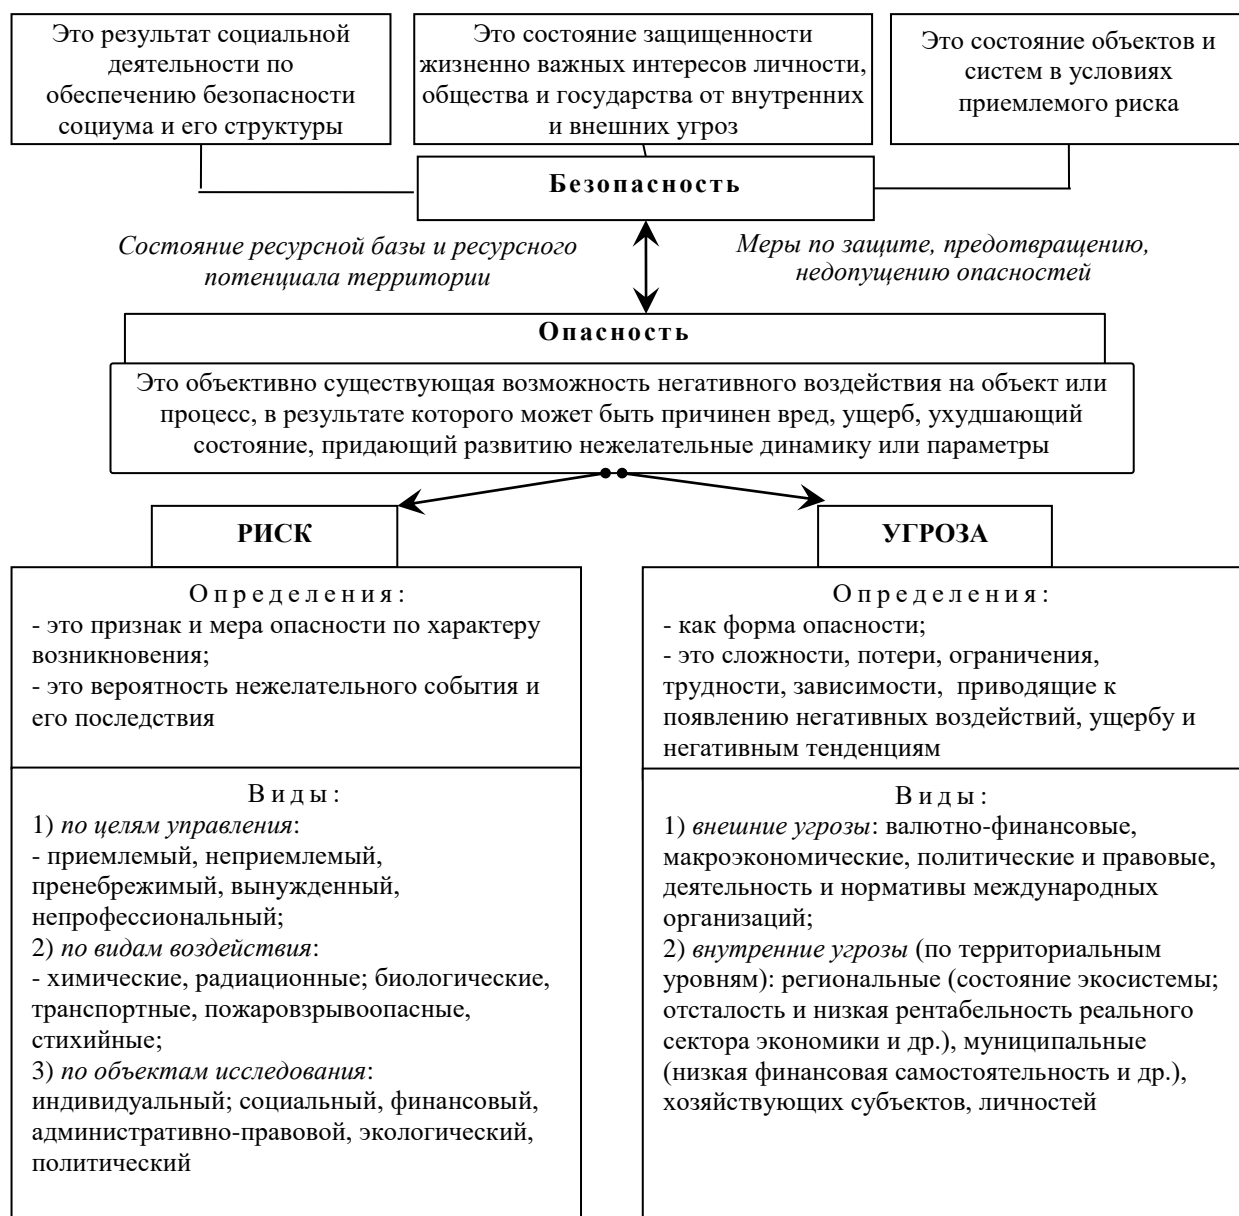 Это результат социальной
деятельности по
обеспечению безопасности
социума и его структуры
Это состояние защищенности
жизненно важных интересов личности,
общества и государства от внутренних
и внешних угроз
Это состояние объектов и
систем в условиях
приемлемого риска
Безопасность
Состояние ресурсной базы и ресурсного
потенциала территории
Меры по защите, предотвращению,
недопущению опасностей
Опасность
Это объективно существующая возможность негативного воздействия на объект или
процесс, в результате которого может быть причинен вред, ущерб, ухудшающий
состояние, придающий развитию нежелательные динамику или параметры
РИСК
Определения:
- это признак и мера опасности по характеру
возникновения;
- это вероятность нежелательного события и
его последствия
Виды:
1) по целям управления:
- приемлемый, неприемлемый,
пренебрежимый, вынужденный,
непрофессиональный;
2) по видам воздействия:
- химические, радиационные; биологические,
транспортные, пожаровзрывоопасные,
стихийные;
3) по объектам исследования:
индивидуальный; социальный, финансовый,
административно-правовой, экологический,
политический
УГРОЗА
Определения:
- как форма опасности;
- это сложности, потери, ограничения,
трудности, зависимости, приводящие к
появлению негативных воздействий, ущербу и
негативным тенденциям
Виды:
1) внешние угрозы: валютно-финансовые,
макроэкономические, политические и правовые,
деятельность и нормативы международных
организаций;
2) внутренние угрозы (по территориальным
уровням): региональные (состояние экосистемы;
отсталость и низкая рентабельность реального
сектора экономики и др.), муниципальные
(низкая финансовая самостоятельность и др.),
хозяйствующих субъектов, личностей